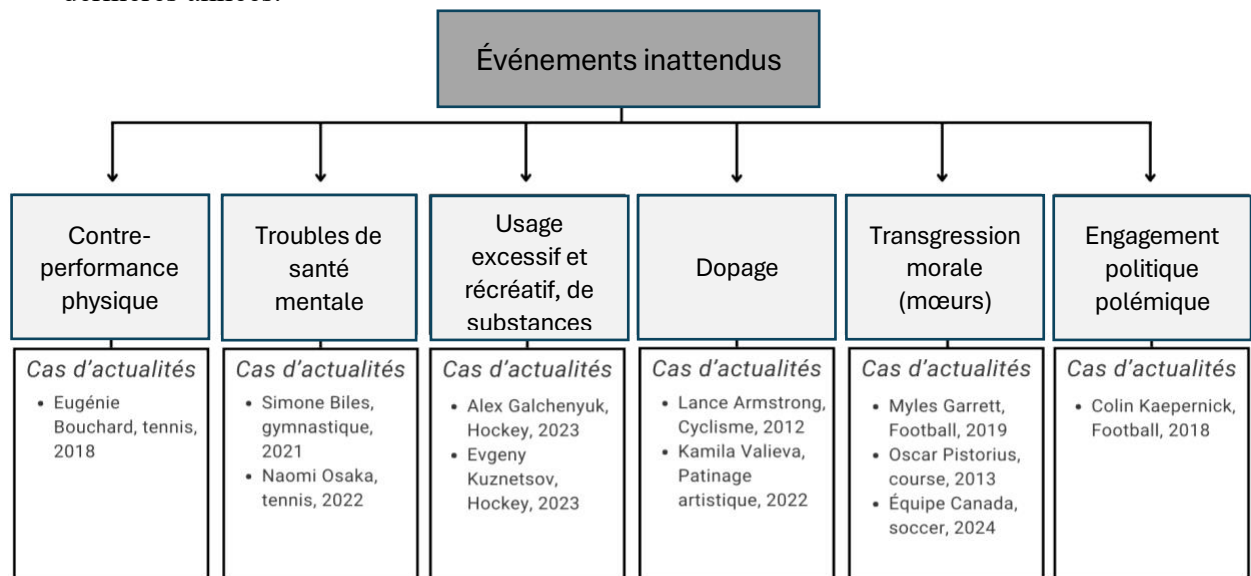 dernières années.
Événements inattendus
Contre-
performance
physique
Troubles de
santé
mentale
Usage
excessif et
récréatif, de
substances
Dopage
Transgression
morale
(mœurs)
Engagement
politique
polémique
Cas d'actualités
• Eugénie
Bouchard, tennis,
2018
Cas d'actualités
• Simone Biles,
gymnastique,
2021
• Naomi Osaka,
tennis, 2022
Cas d'actualités
• Alex Galchenyuk,
Hockey, 2023
• Evgeny
Kuznetsov,
Hockey, 2023
Cas d'actualités
• Lance Armstrong,
Cyclisme, 2012
• Kamila Valieva,
Patinage
artistique, 2022
Cas d'actualités
• Myles Garrett,
Football, 2019
• Oscar Pistorius,
course, 2013
• Équipe Canada,
soccer, 2024
Cas d'actualités
• Colin Kaepernick,
Football, 2018